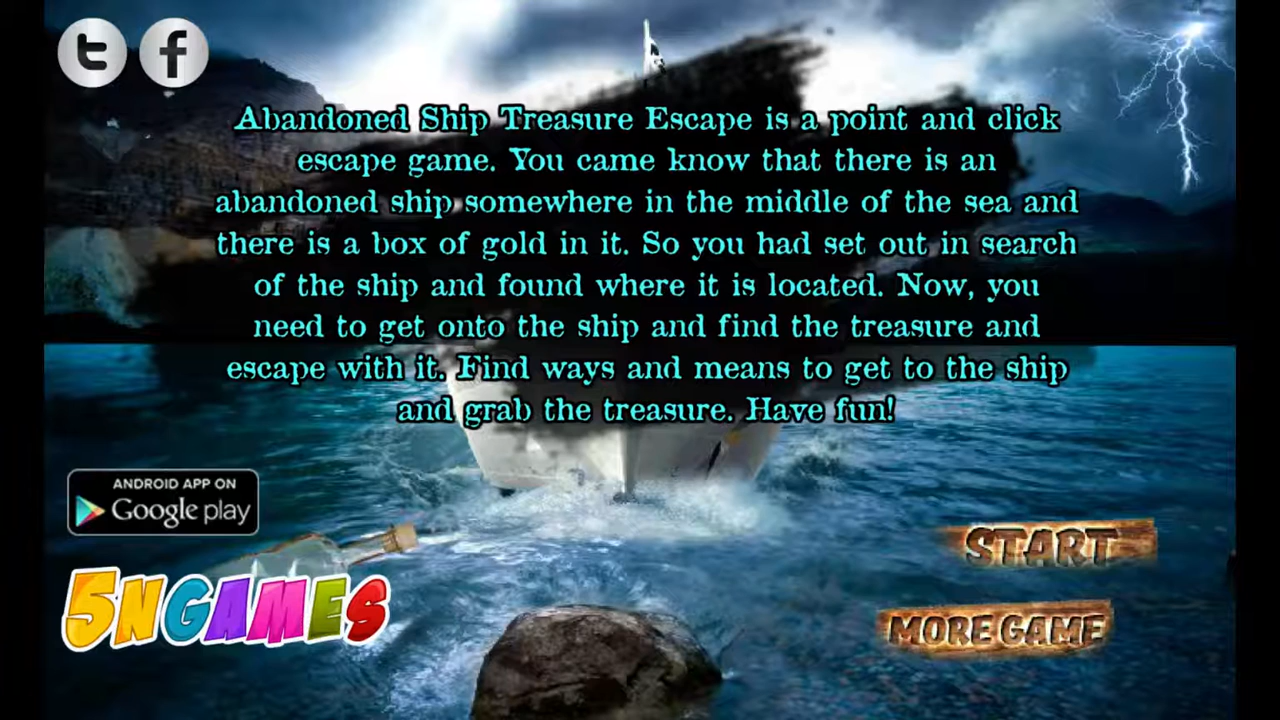 t f
Abandoned Ship Treasure Escape is a point and click
escape game. You came know that there is an
abandoned ship somewhere in the middle of the sea and
there is a box of gold in it. So you had set out in search
of the ship and found where it is located. Now, you
need to get onto the ship and find the treasure and
escape with it. Find ways and means to get to the ship
and grab the treasure. Have fun!
ANDROID APP ON
Google play
5NGAMES
START
MORE GAME